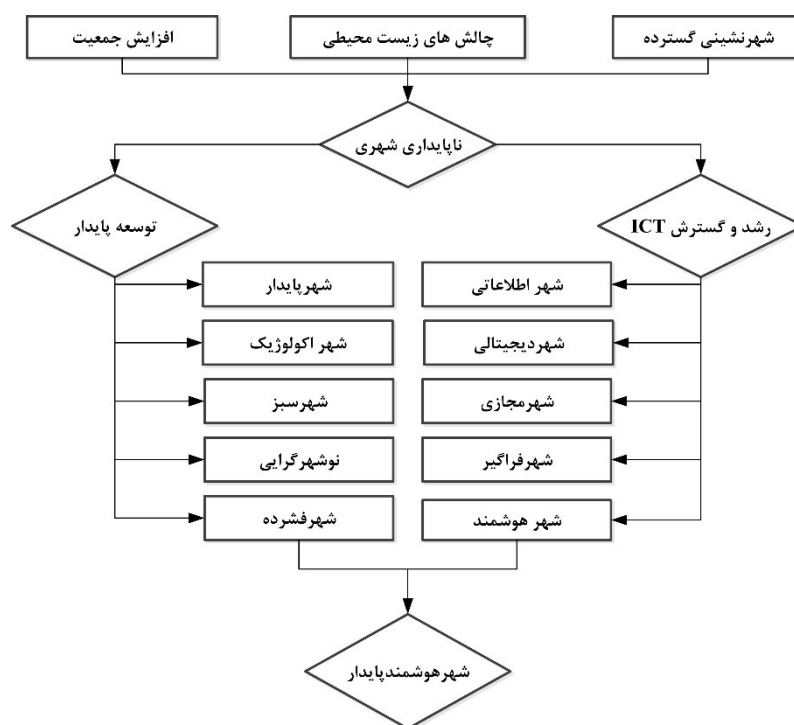 شهرنشینی گسترده
چالش های زیست محیطی
افزایش جمعیت
ناپایداری شهری
رشد و گسترش ICT
توسعه پایدار
شهر اطلاعاتی
شهرپایدار
شهردیجیتالی
شهر اکولوژیک
شهرمجازی
شهرسبز
شهرفراگیر
نوشهرگرایی
شهر هوشمند
شهرفشرده
شهرهوشمندپایدار